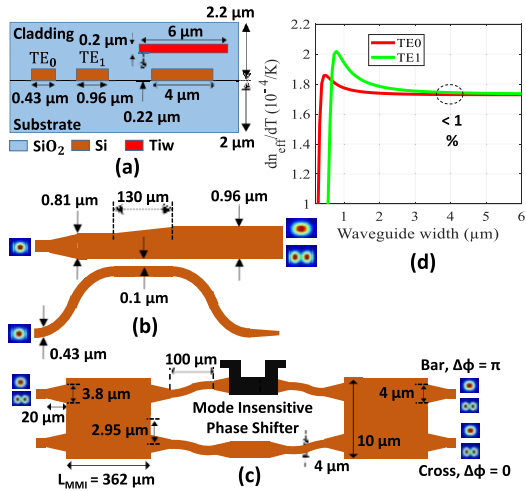 Cladding
2.2 µm
0.2 µm
6 µm
TE0
TE1
0.43 µm
0.96 µm
4 µm
0.22 µm
Substrate
2 µm
SiO2
Si
Tiw
(a)
dneff/dT (10-4/K)
2.2
2
1.8
1.6
1.4
1.2
1
TE0
TE1
< 1
%
1
2
3
4
5
6
Waveguide width (µm)
(d)
0.81 µm
130 µm
0.96 µm
0.1 µm
0.43 µm
(b)
100 µm
Bar, Δϕ = π
3.8 µm
4 µm
20 µm
Mode Insensitive
Phase Shifter
2.95 µm
10 µm
4 µm
LMMI = 362 µm
(c)
Cross, Δϕ = 0